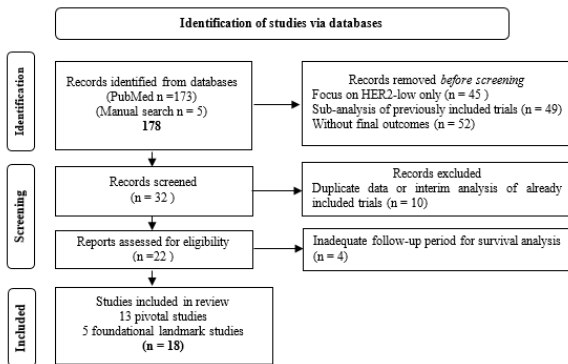 Identification of studies via databases
Identification
Records identified from databases
(PubMed n =173)
(Manual search n = 5)
178
Records removed before screening
Focus on HER2-low only (n = 45 )
Sub-analysis of previously included trials (n = 49)
Without final outcomes (n = 52)
Screening
Records screened
(n = 32 )
Records excluded
Duplicate data or interim analysis of already
included trials (n = 10)
Reports assessed for eligibility
(n =22 )
Inadequate follow-up period for survival analysis
(n = 4)
Included
Studies included in review
13 pivotal studies
5 foundational landmark studies
(n = 18)